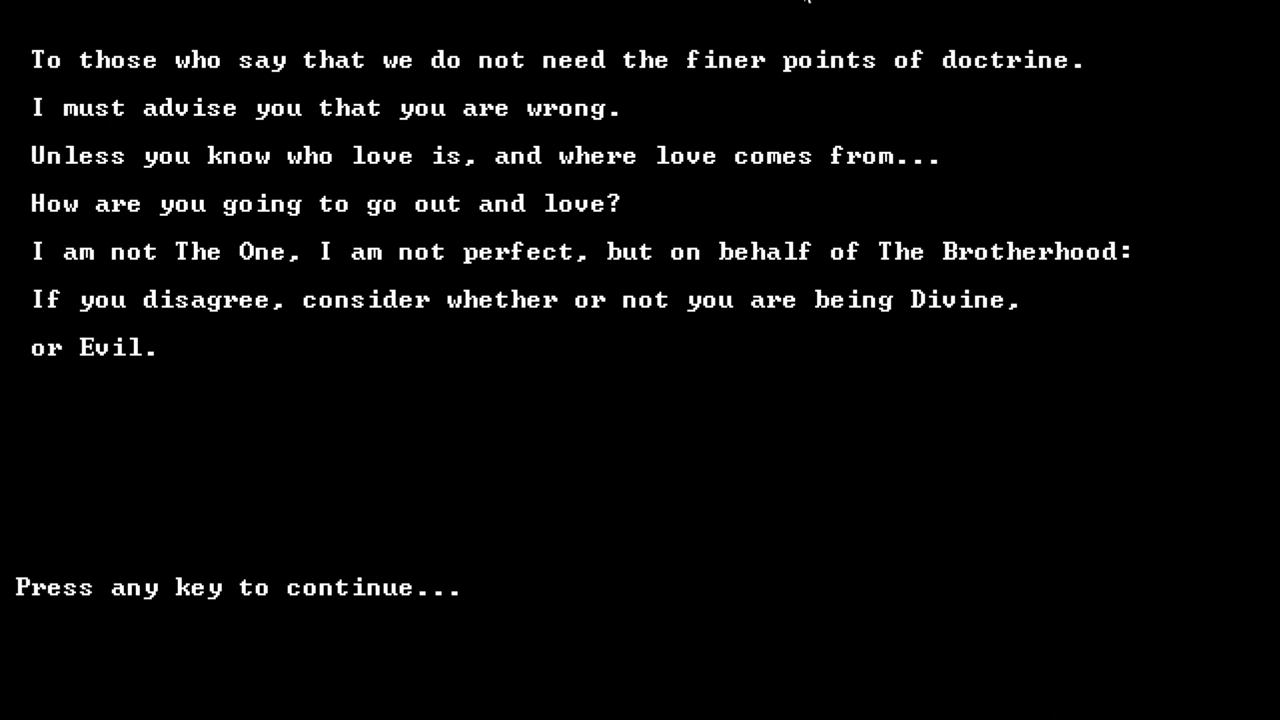 To those who say that we do not need the finer points of doctrine.
I must advise you that you are wrong.
Unless you know who love is, and where love comes from...
How are you going to go out and love?
I am not The One, I am not perfect, but on behalf of The Brotherhood:
If you disagree, consider whether or not you are being Divine,
or Evil.
Press any key to continue...